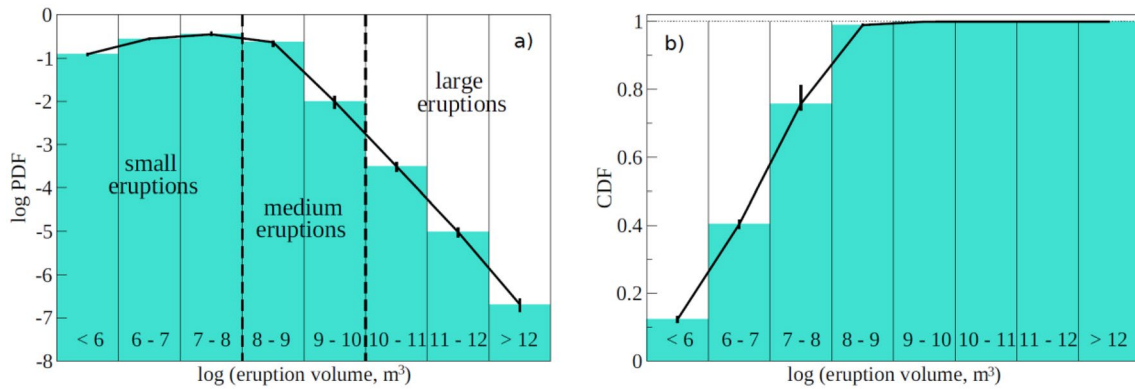 a)
0
-1
-2
-3
-4
-5
-6
-7
-8
log PDF
small
eruptions
medium
eruptions
large
eruptions
< 6
6 - 7
7 - 8
8 - 9
9 - 10
10 - 11
11 - 12
> 12
log (eruption volume, m³)
b)
1
0.8
0.6
0.4
0.2
0
CDF
< 6
6 - 7
7 - 8
8 - 9
9 - 10
10 - 11
11 - 12
> 12
log (eruption volume, m³)